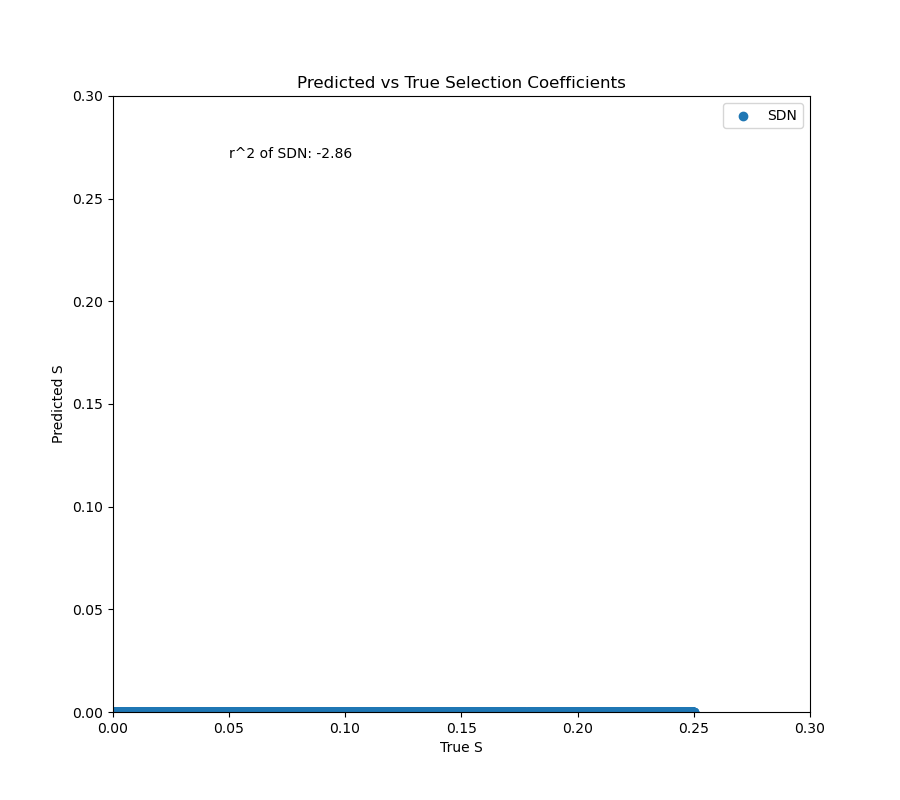 Predicted vs True Selection Coefficients
0.30
SDN
r^2 of SDN: -2.86
0.25
0.20
0.15
Predicted S
0.10
0.05
0.00
0.00 0.05 0.10 0.15 0.20 0.25 0.30
True S